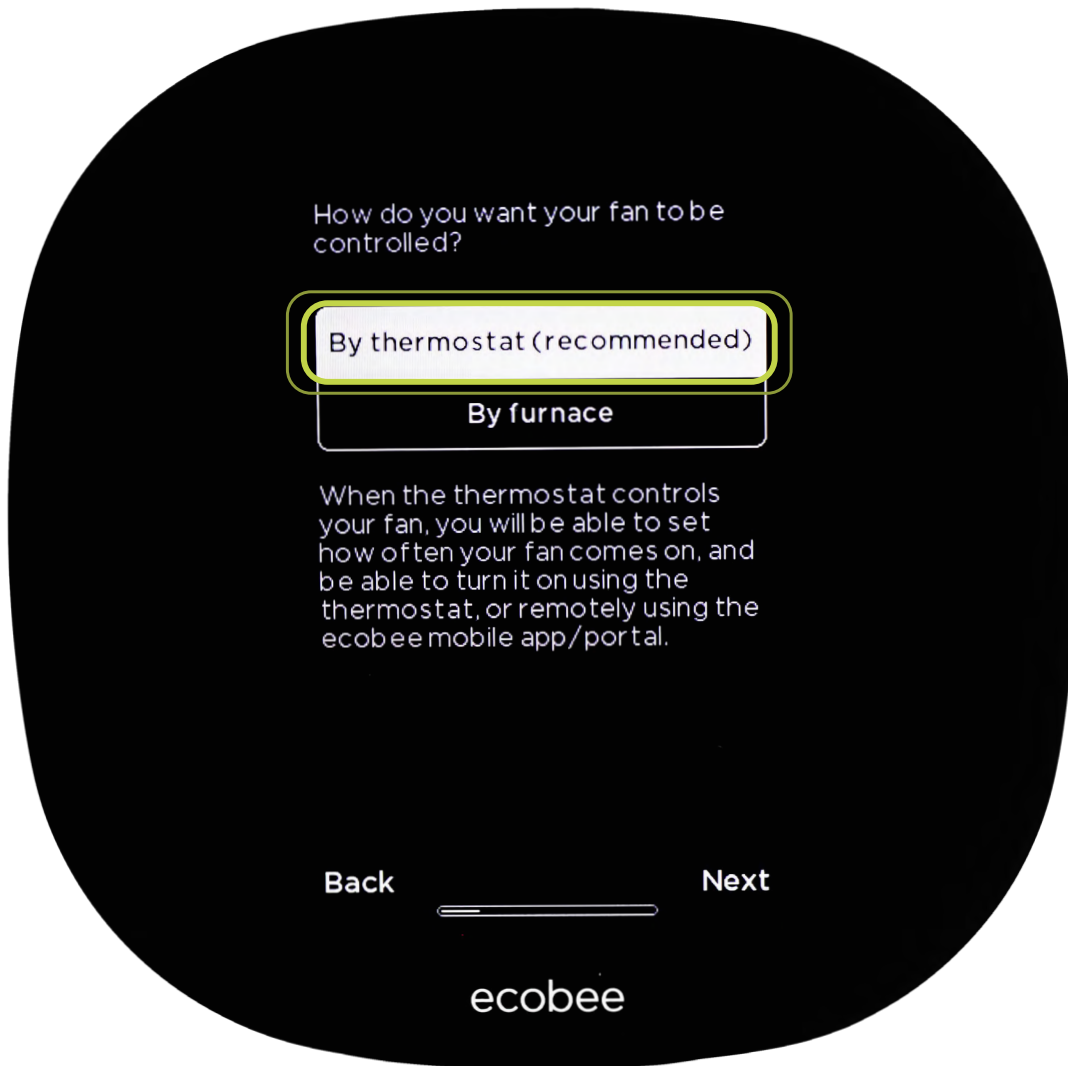 How do you want your fan to be
controlled?
By thermostat (recommended)
By furnace
When the thermostat controls
your fan, you will be able to set
how often your fan comes on, and
be able to turn it on using the
thermostat, or remotely using the
ecobee mobile app/portal.
Back
Next
ecobee